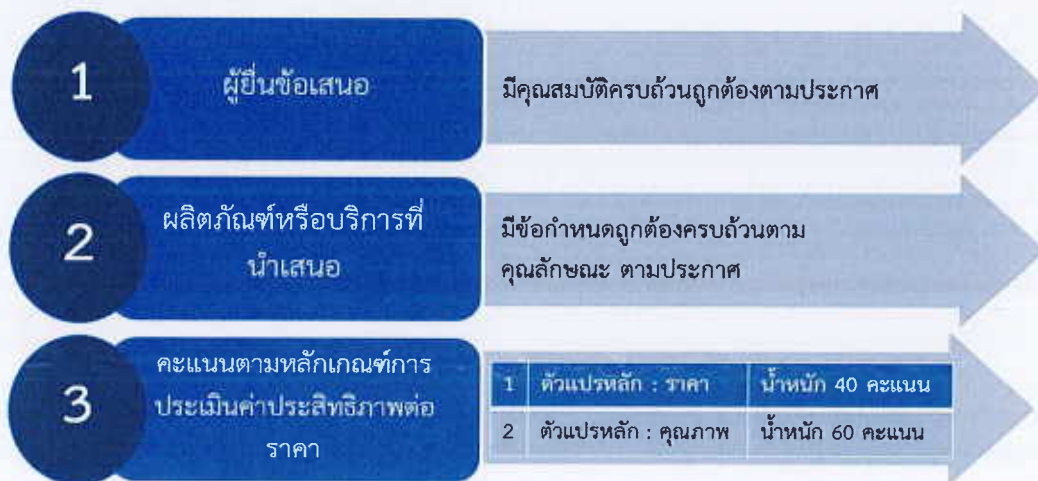 1
ผู้ยื่นข้อเสนอ
มีคุณสมบัติครบถ้วนถูกต้องตามประกาศ
2
ผลิตภัณฑ์หรือบริการที่
นำเสนอ
มีข้อกำหนดถูกต้องครบถ้วนตาม
คุณลักษณะ ตามประกาศ
3
คะแนนตามหลักเกณฑ์การ
ประเมินค่าประสิทธิภาพต่อ
ราคา
1 ตัวแปรหลัก : ราคา น้ำหนัก 40 คะแนน
2 ตัวแปรหลัก : คุณภาพ น้ำหนัก 60 คะแนน